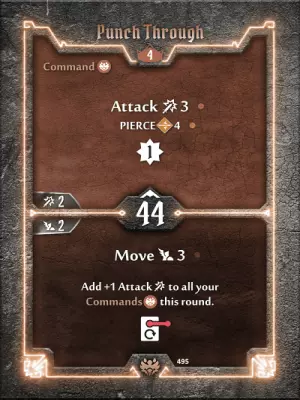 Punch Through
4
Command
Attack 3
PIERCE 4
1
2
44
2
Move 3
Add +1 Attack to all your
Commands this round.
495